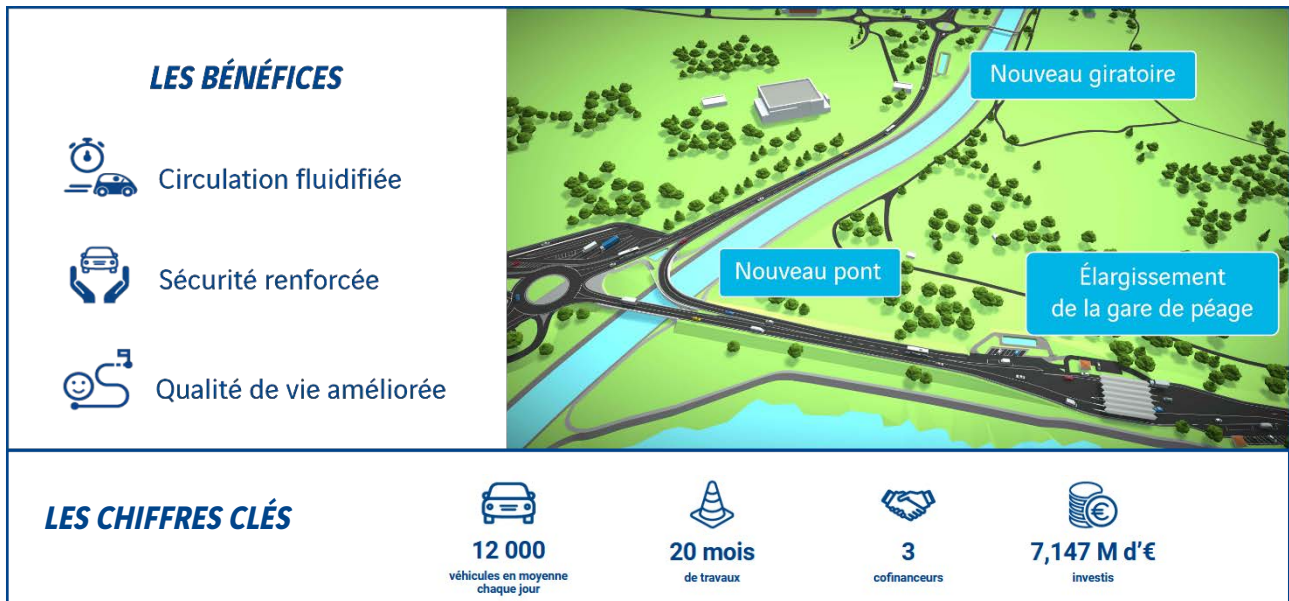 LES BÉNÉFICES
Circulation fluidifiée
Sécurité renforcée
Qualité de vie améliorée
Nouveau giratoire
Nouveau pont
Élargissement
de la gare de péage
LES CHIFFRES CLÉS
12 000
véhicules en moyenne
chaque jour
20 mois
de travaux
3
cofinanceurs
7,147 M d'€
investis